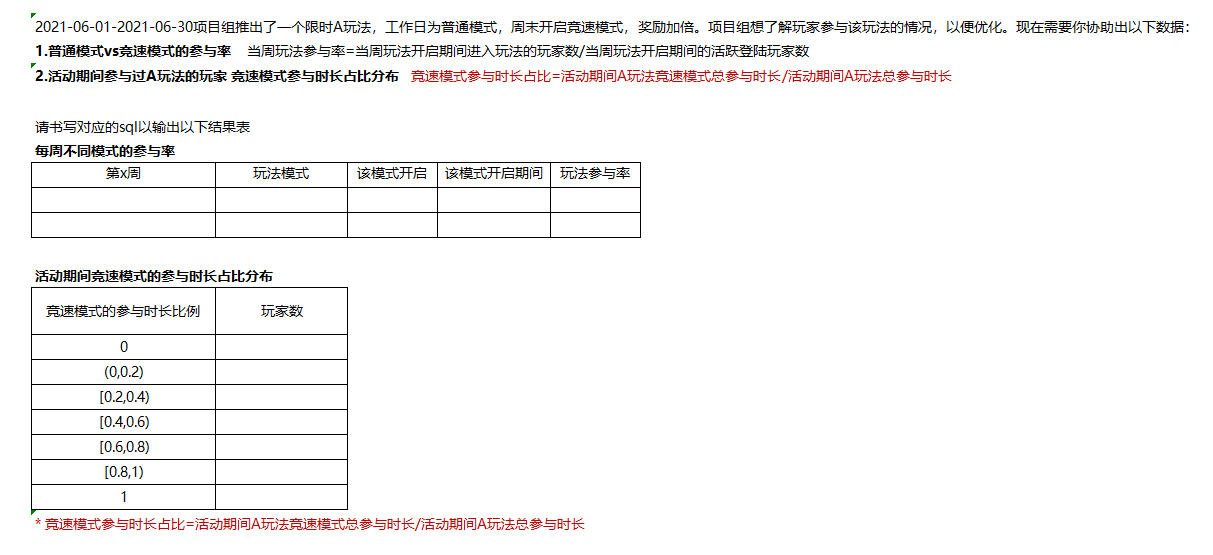 2021-06-01-2021-06-30项目组推出了一个限时A玩法，工作日为普通模式，周末开启竞速模式，奖励加倍。项目组想了解玩家参与该玩法的情况，以便优化。现在需要你协助出以下数据：
1.普通模式vs竞速模式的参与率 当周玩法参与率=当周玩法开启期间进入玩法的玩家数/当周玩法开启期间的活跃登陆玩家数
2.活动期间参与过A玩法的玩家 竞速模式参与时长占比分布 竞速模式参与时长占比=活动期间A玩法竞速模式总参与时长/活动期间A玩法总参与时长
请书写对应的sql以输出以下结果表
每周不同模式的参与率
第x周 玩法模式 该模式开启 该模式开启期间 玩法参与率
活动期间竞速模式的参与时长占比分布
竞速模式的参与时长比例 玩家数
0
(0,0.2)
[0.2,0.4)
[0.4,0.6)
[0.6,0.8)
[0.8,1)
1
* 竞速模式参与时长占比=活动期间A玩法竞速模式总参与时长/活动期间A玩法总参与时长